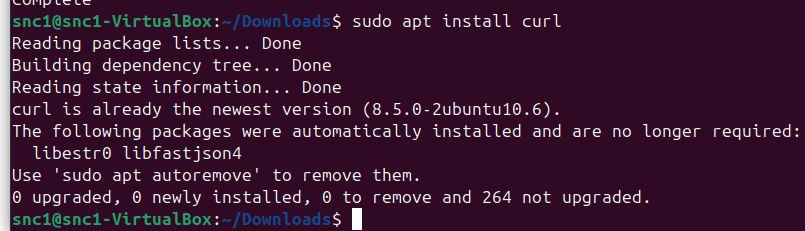 Complete
snc1@snc1-VirtualBox:~/Downloads$ sudo apt install curl
Reading package lists... Done
Building dependency tree... Done
Reading state information... Done
curl is already the newest version (8.5.0-2ubuntu10.6).
The following packages were automatically installed and are no longer required:
  libestr0 libfastjson4
Use 'sudo apt autoremove' to remove them.
0 upgraded, 0 newly installed, 0 to remove and 264 not upgraded.
snc1@snc1-VirtualBox:~/Downloads$